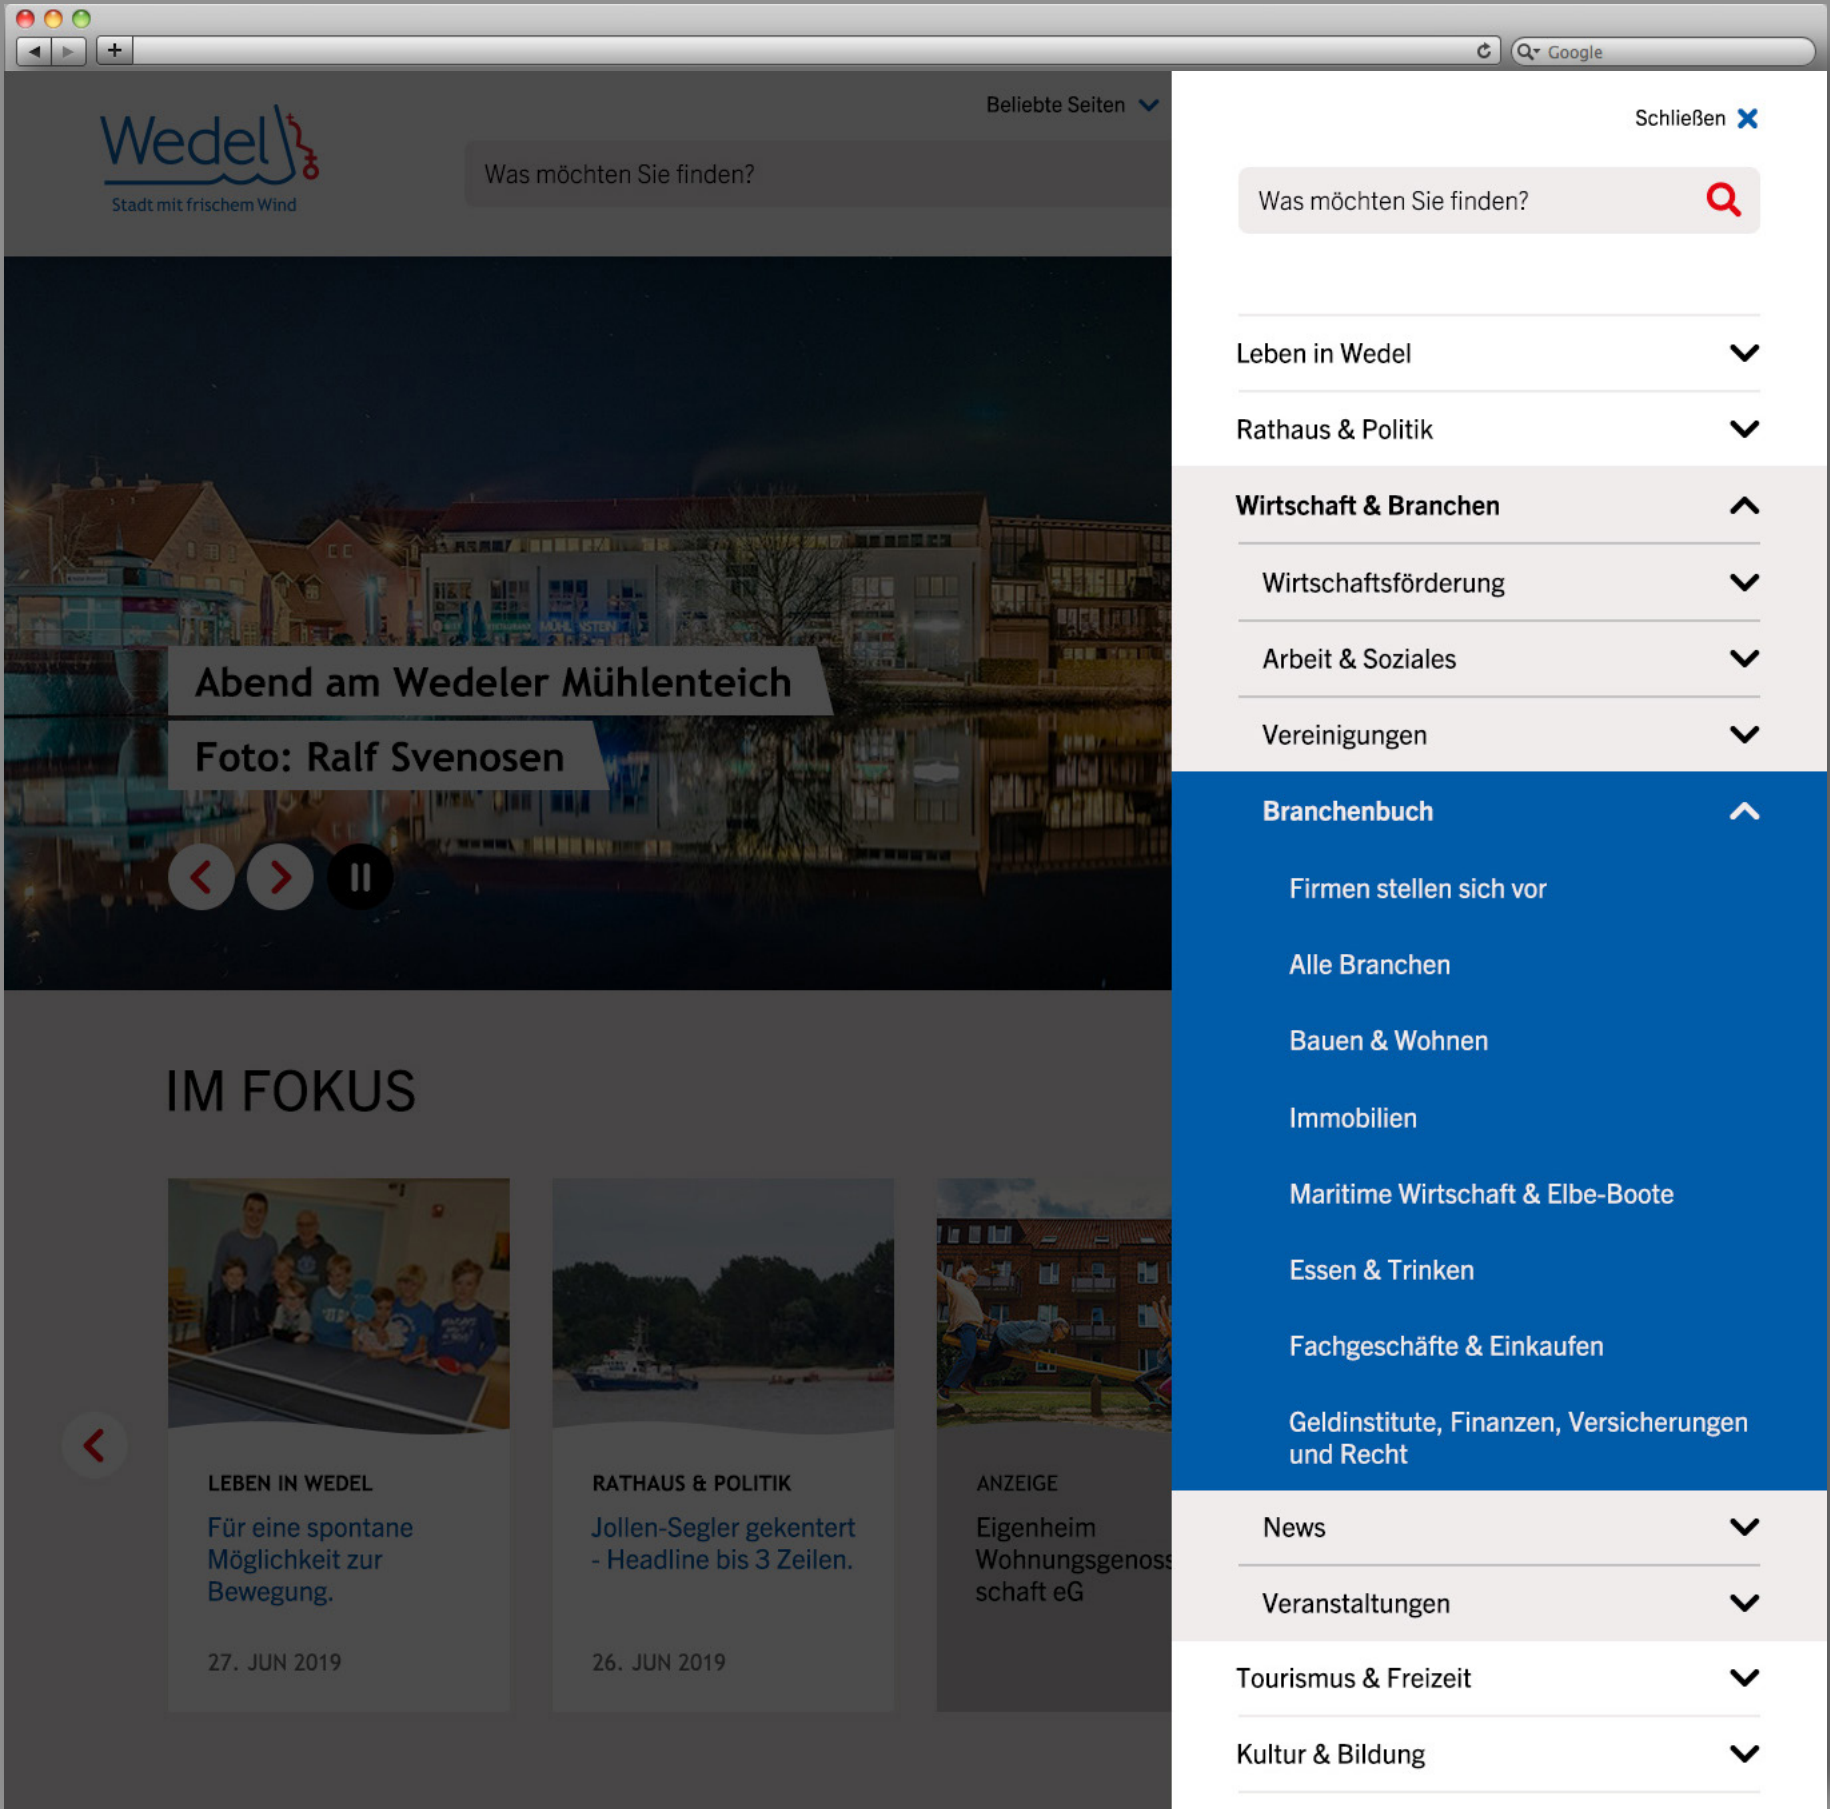 Google
Wedel
Stadt mit frischem Wind
Beliebte Seiten
Was möchten Sie finden?
Abend am Wedeler Mühlenteich
Foto: Ralf Svenosen
IM FOKUS
LEBEN IN WEDEL
Für eine spontane
Möglichkeit zur
Bewegung.
27. JUN 2019
RATHAUS & POLITIK
Jollen-Segler gekentert
- Headline bis 3 Zeilen.
26. JUN 2019
ANZEIGE
Eigenheim
Wohnungsgenoss
schaft eG
Schließen
Was möchten Sie finden?
Leben in Wedel
Rathaus & Politik
Wirtschaft & Branchen
Wirtschaftsförderung
Arbeit & Soziales
Vereinigungen
Branchenbuch
Firmen stellen sich vor
Alle Branchen
Bauen & Wohnen
Immobilien
Maritime Wirtschaft & Elbe-Boote
Essen & Trinken
Fachgeschäfte & Einkaufen
Geldinstitute, Finanzen, Versicherungen
und Recht
News
Veranstaltungen
Tourismus & Freizeit
Kultur & Bildung